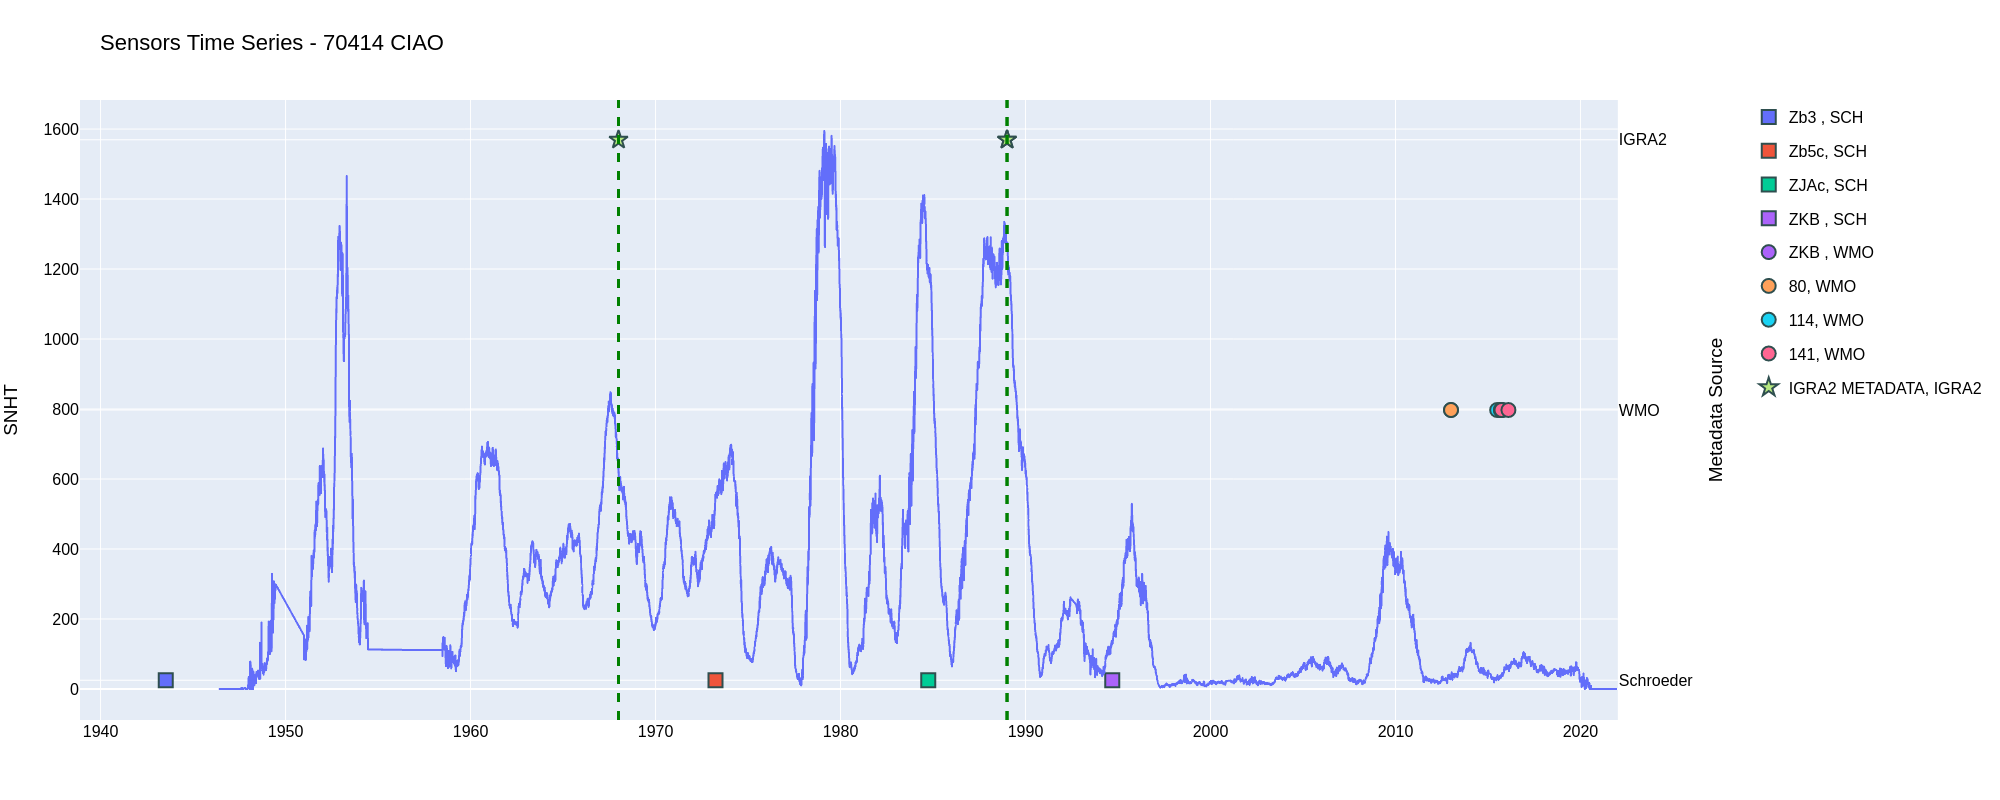 Sensors Time Series - 70414 CIAO
SNHT
1600
1400
1200
1000
800
600
400
200
0
1940
1950
1960
1970
1980
1990
2000
2010
2020
IGRA2
WMO
Schroeder
Metadata Source
Zb3 , SCH
Zb5c, SCH
ZJAc, SCH
ZKB , SCH
ZKB , WMO
80, WMO
114, WMO
141, WMO
IGRA2 METADATA, IGRA2